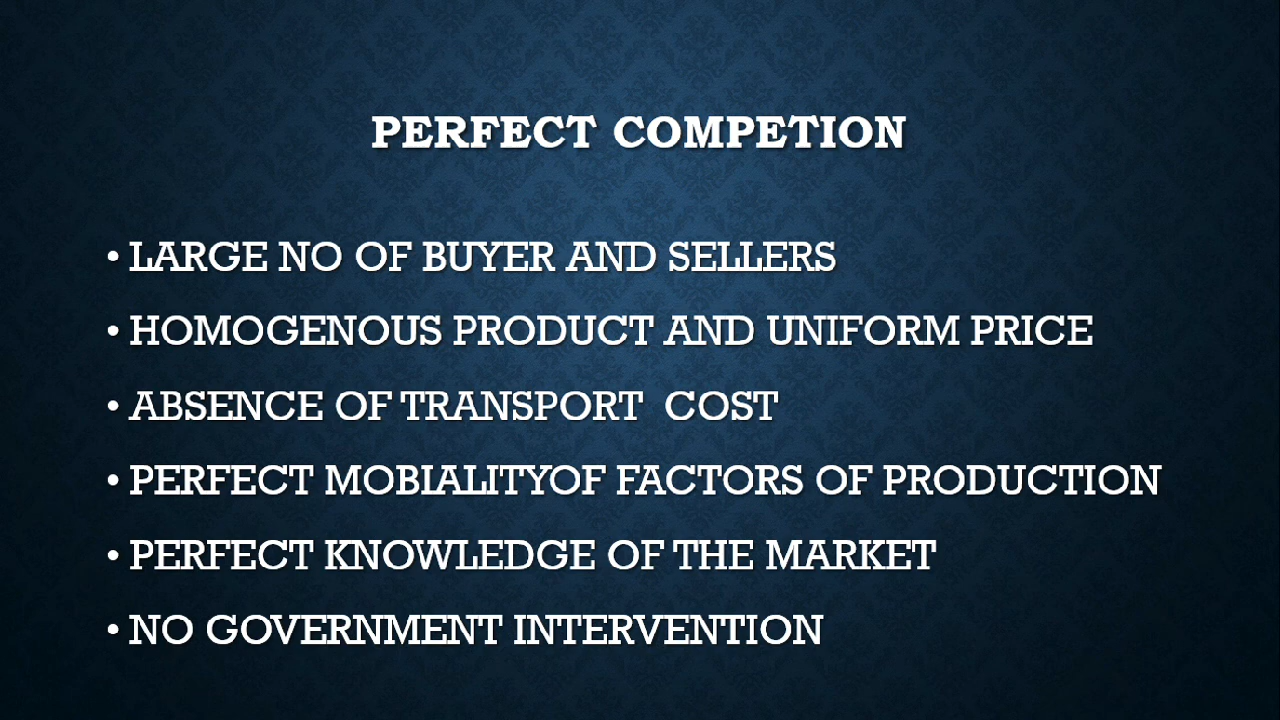 PERFECT COMPETION
• LARGE NO OF BUYER AND SELLERS
• HOMOGENOUS PRODUCT AND UNIFORM PRICE
• ABSENCE OF TRANSPORT  COST
• PERFECT MOBIALITYOF FACTORS OF PRODUCTION
• PERFECT KNOWLEDGE OF THE MARKET
• NO GOVERNMENT INTERVENTION